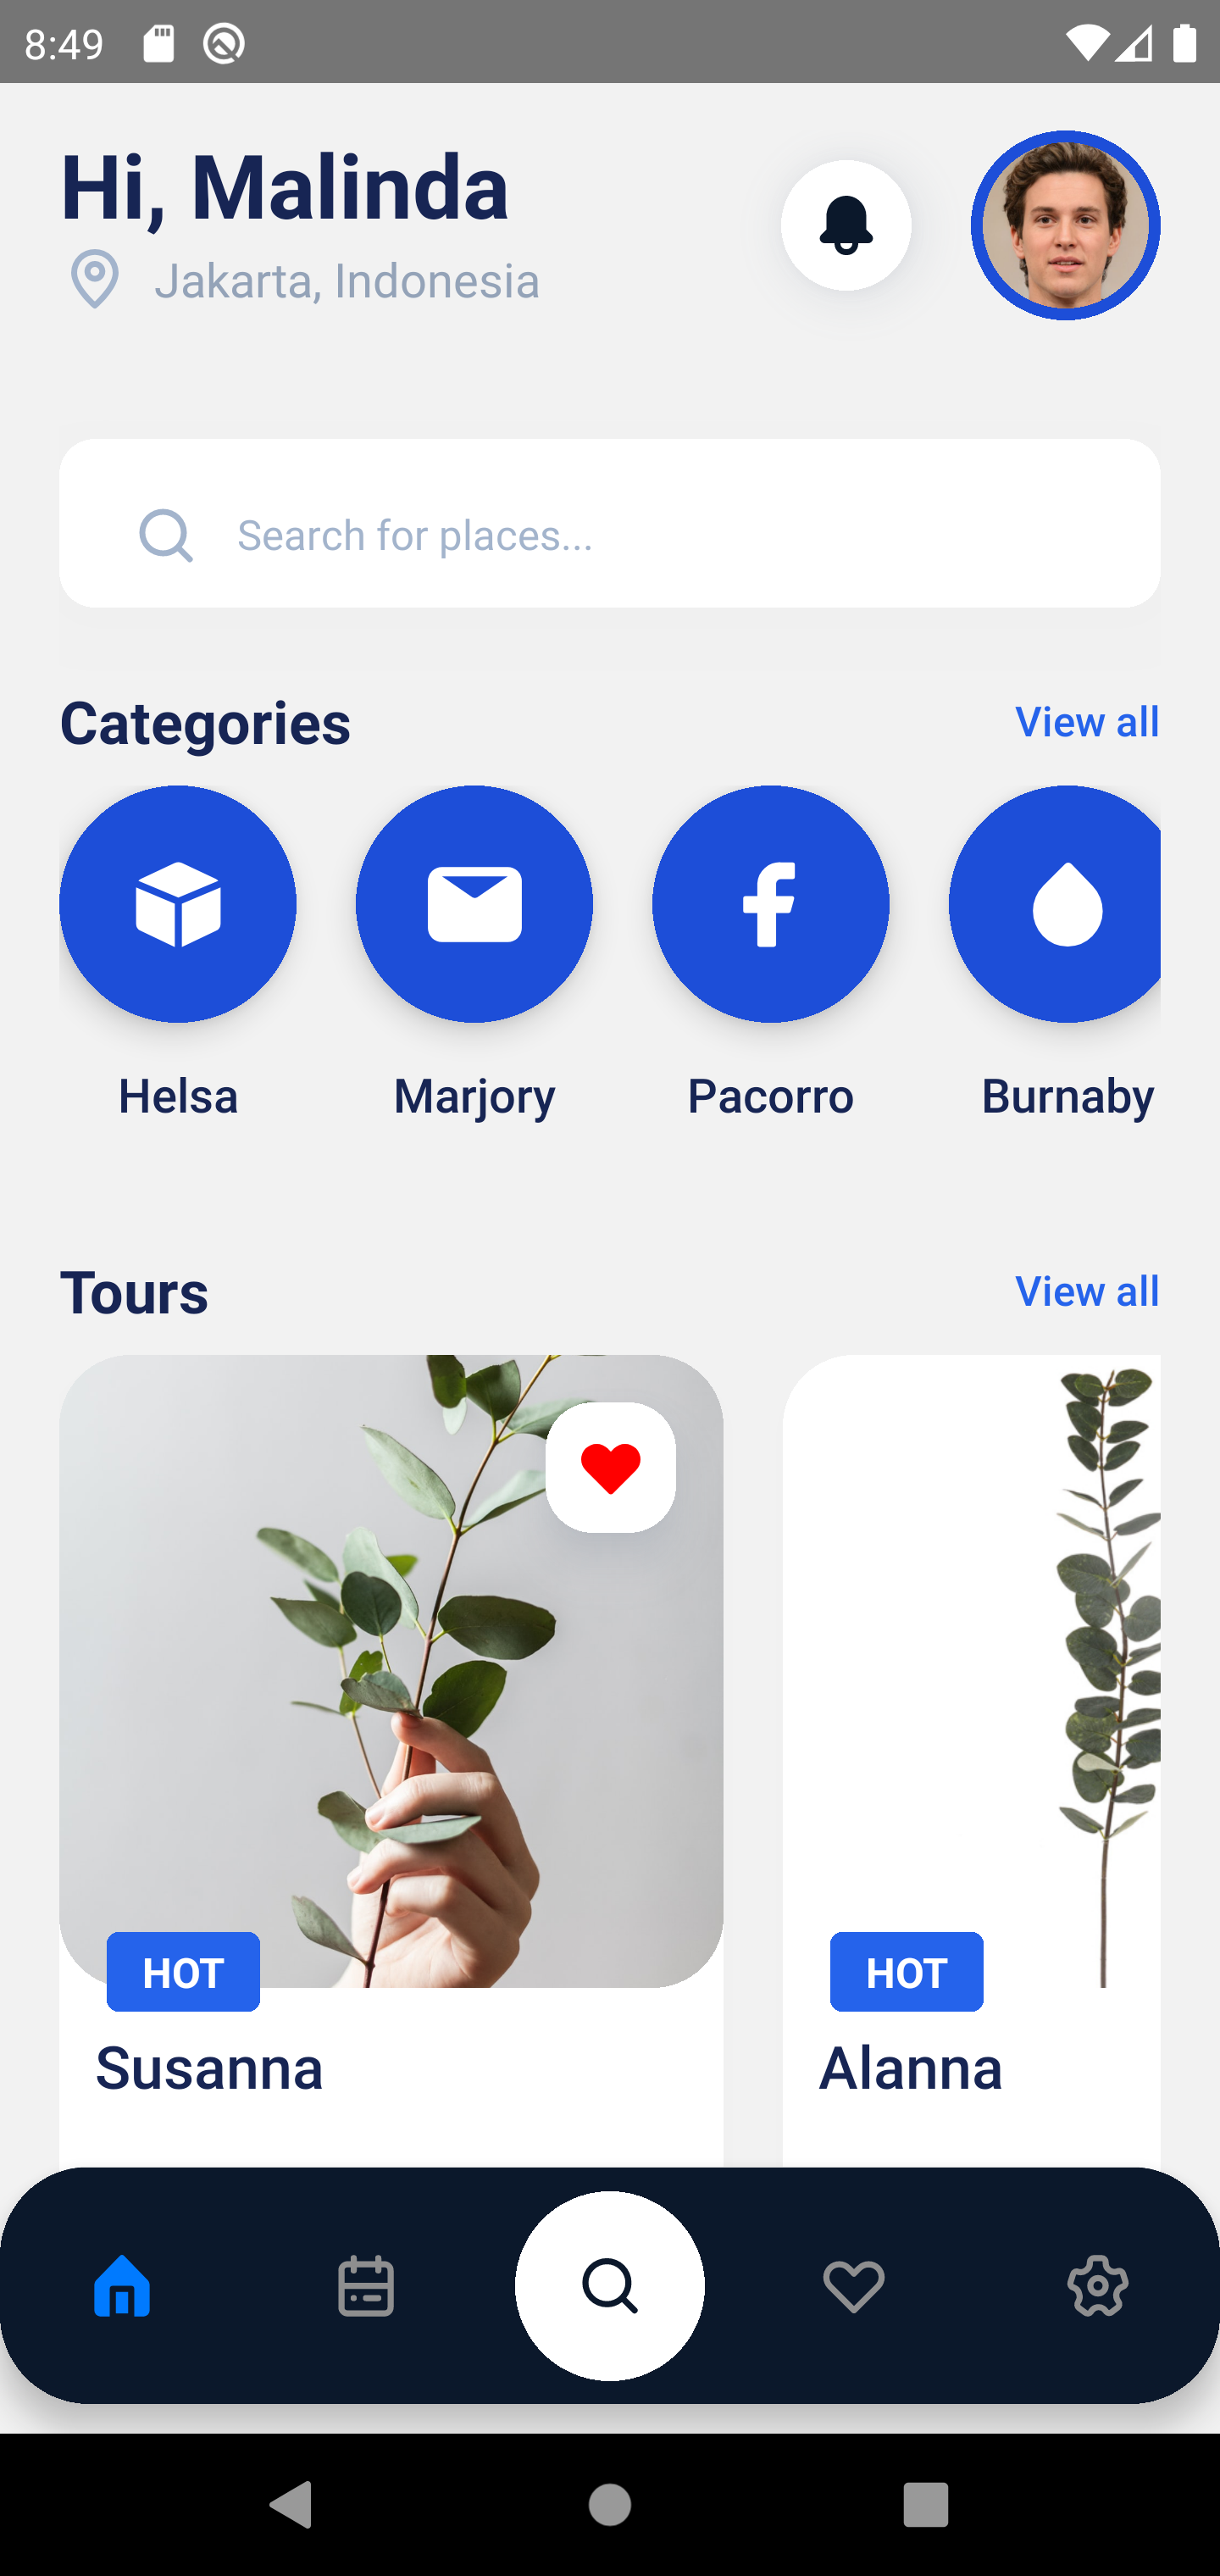 8:49
Hi, Malinda
Jakarta, Indonesia
Search for places...
Categories
View all
Helsa
Marjory
Pacorro
Burnaby
Tours
View all
HOT
HOT
Susanna
Alanna